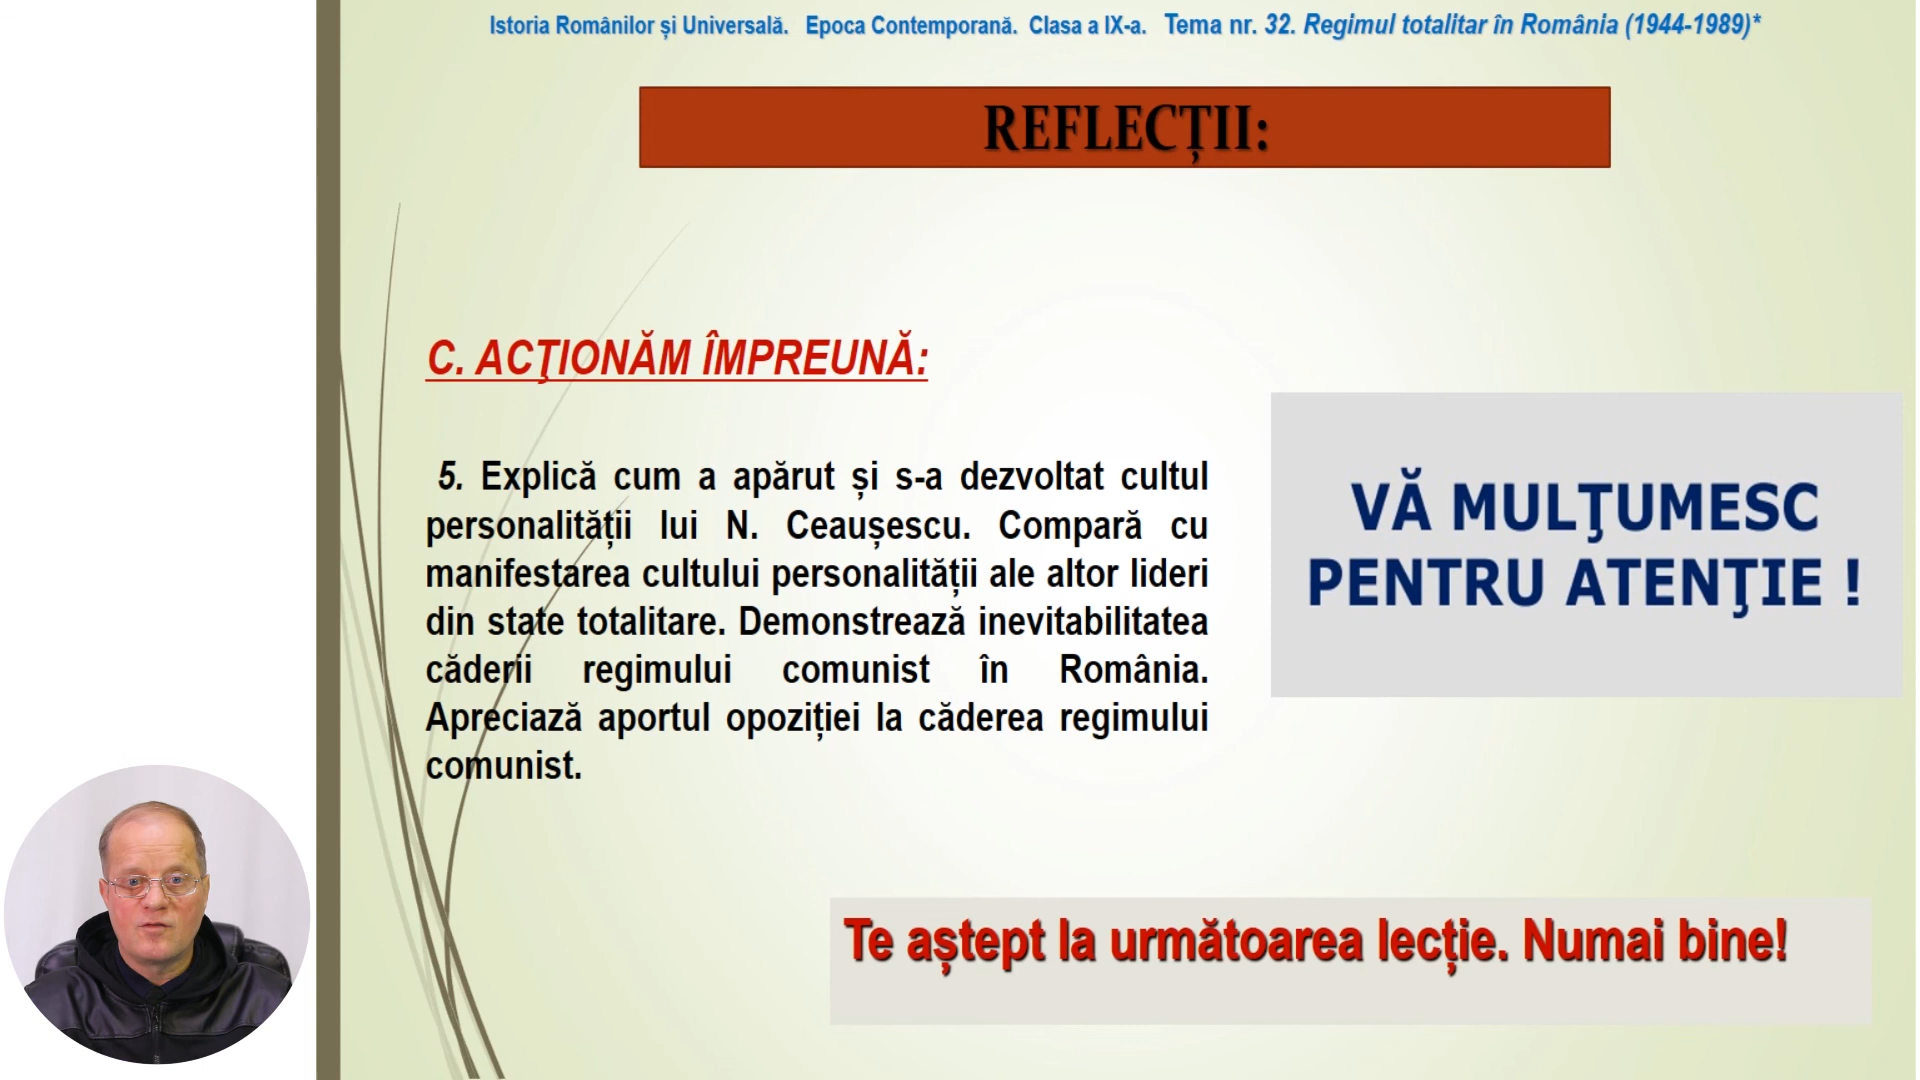 Istoria Românilor și Universală. Epoca Contemporană. Clasa a IX-a. Tema nr. 32. Regimul totalitar în România (1944-1989)*
REFLECȚII:
C. ACŢIONĂM ÎMPREUNĂ:
5. Explică cum a apărut și s-a dezvoltat cultul
personalității lui N. Ceaușescu. Compară cu
manifestarea cultului personalității ale altor lideri
din state totalitare. Demonstrează inevitabilitatea
căderii regimului comunist în România.
Apreciază aportul opoziției la căderea regimului
comunist.
VĂ MULŢUMESC
PENTRU ATENŢIE !
Te aștept la următoarea lecție. Numai bine!